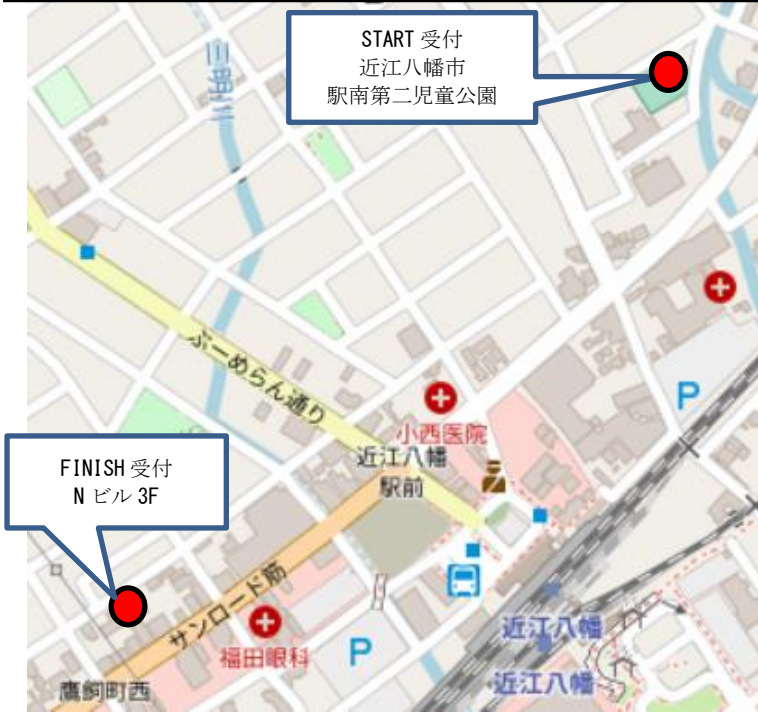 START 受付
近江八幡市
駅南第二児童公園
三明川
ぶーめらん通り
小西医院
近江八幡
駅前
P
FINISH 受付
N ビル 3F
サンロード筋
福田眼科
P
近江八幡
近江八幡
鷹飼町西